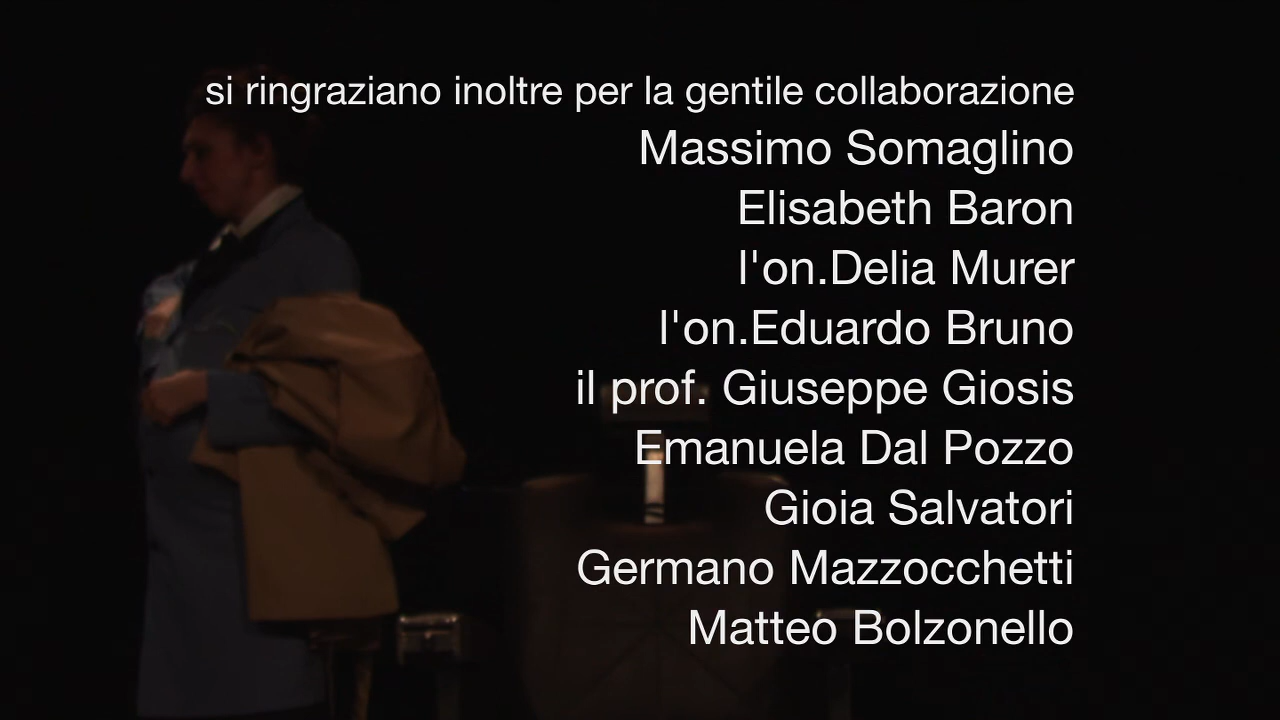 si ringraziano inoltre per la gentile collaborazione
Massimo Somaglino
Elisabeth Baron
l'on.Delia Murer
l'on.Eduardo Bruno
il prof. Giuseppe Giosis
Emanuela Dal Pozzo
Gioia Salvatori
Germano Mazzocchetti
Matteo Bolzonello